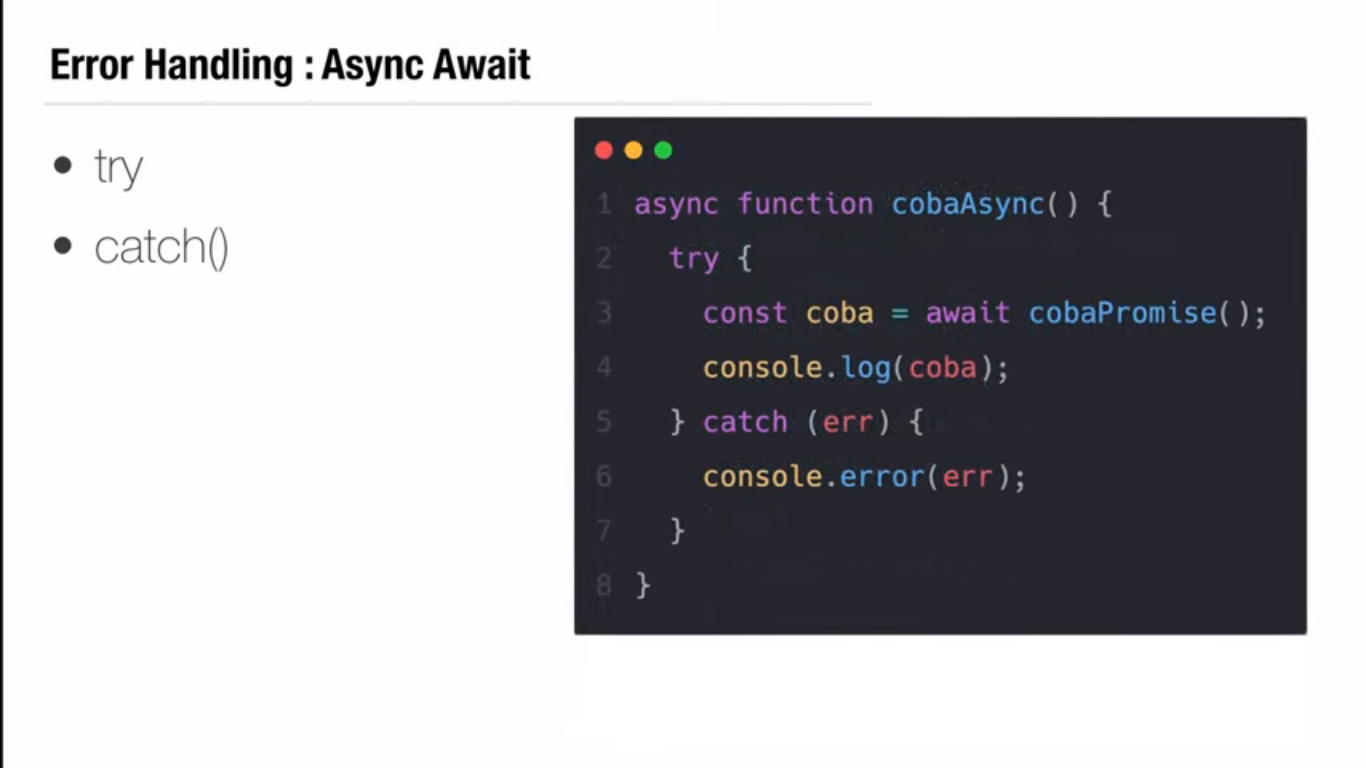 Error Handling : Async Await
• try
• catch()
1 async function cobaAsync() {
2   try {
3     const coba = await cobaPromise();
4     console.log(coba);
5   } catch (err) {
6     console.error(err);
7   }
8 }